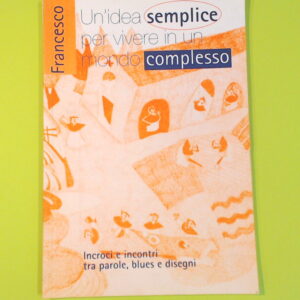 Francesco
Un'idea semplice
per vivere in un
mondo complesso
Incroci e incontri
tra parole, blues e disegni